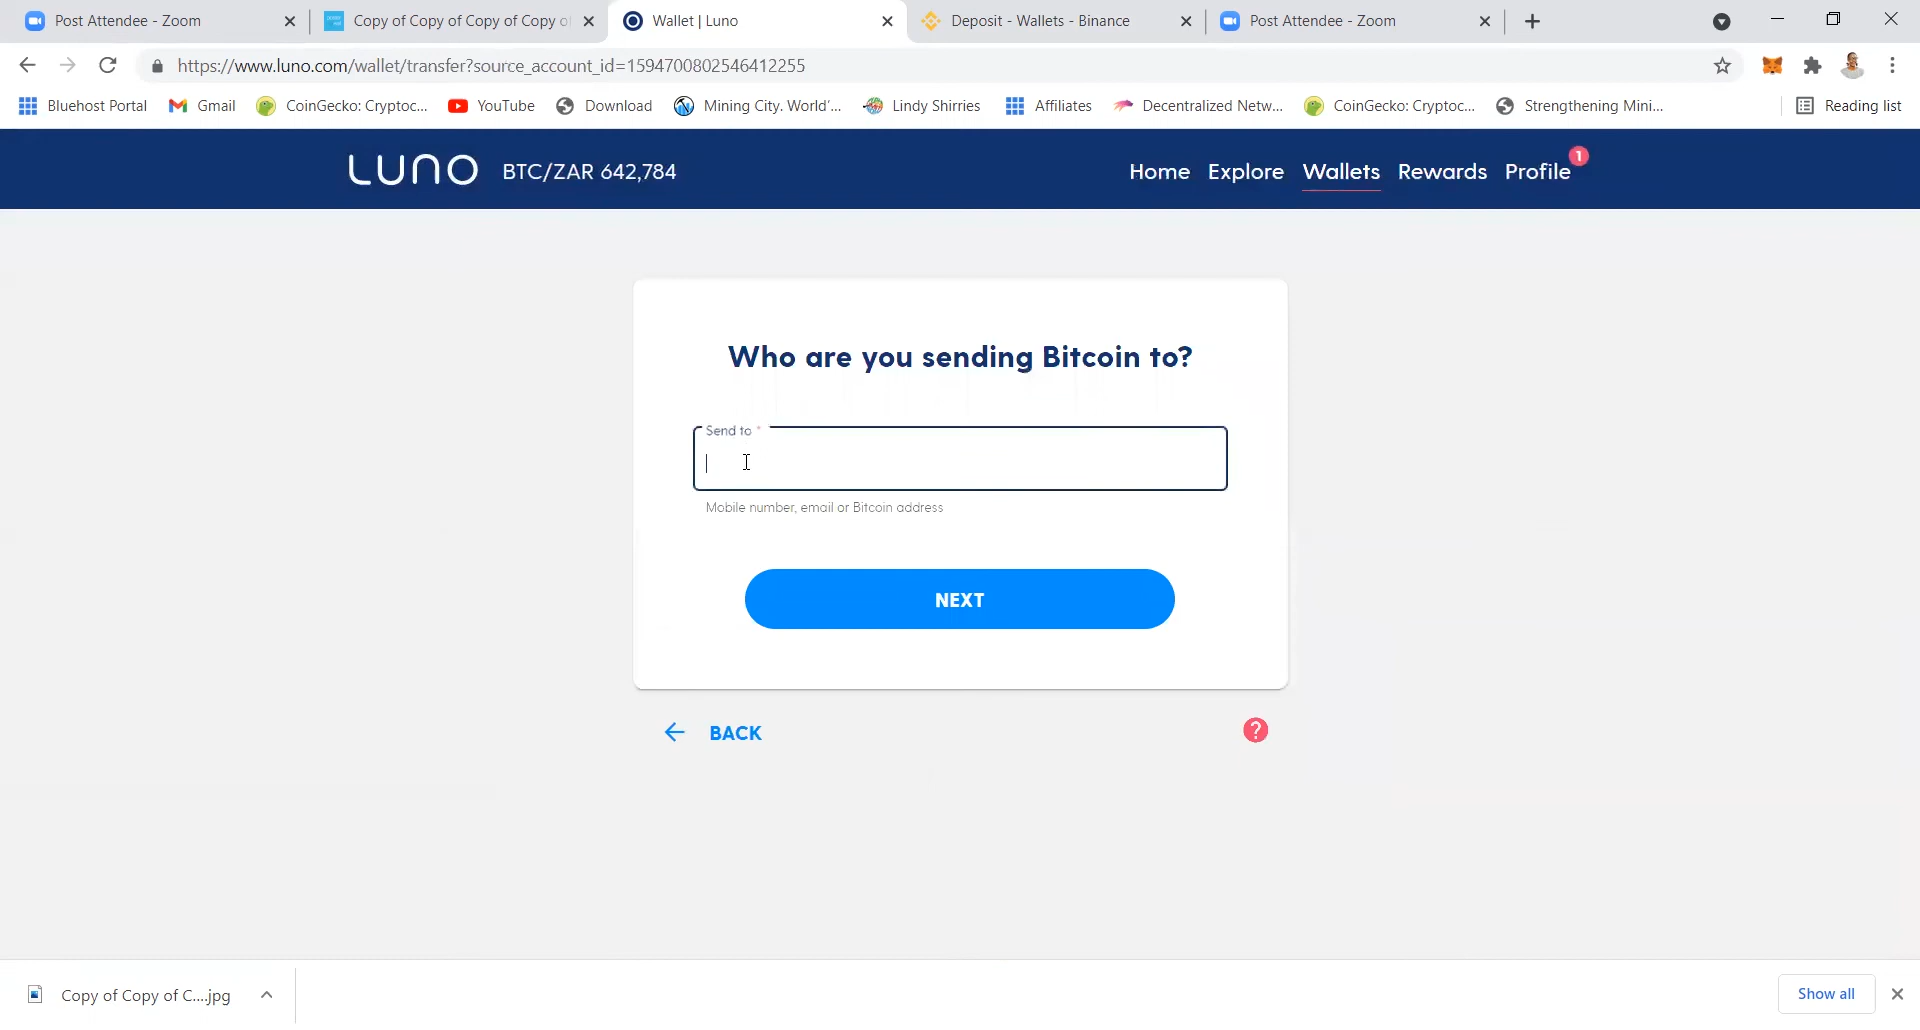 Post Attendee - Zoom
Copy of Copy of Copy of Copy o
Wallet | Luno
Deposit - Wallets - Binance
Post Attendee - Zoom
https://www.luno.com/wallet/transfer?source_account_id=1594700802546412255
Bluehost Portal
Gmail
CoinGecko: Cryptoc...
YouTube
Download
Mining City. World'...
Lindy Shirries
Affiliates
Decentralized Netw...
CoinGecko: Cryptoc...
Strengthening Mini...
Reading list
LUNO
BTC/ZAR 642,784
Home
Explore
Wallets
Rewards
Profile
1
Who are you sending Bitcoin to?
Send to *
Mobile number, email or Bitcoin address
NEXT
BACK
?
Copy of Copy of C....jpg
Show all